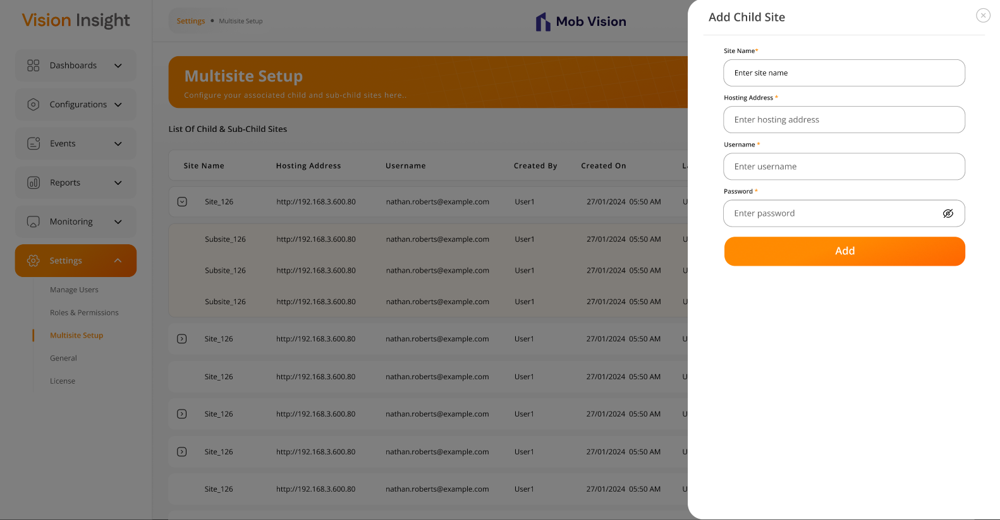 Vision Insight
Dashboards
Configurations
Events
Reports
Monitoring
Settings
Manage Users
Roles & Permissions
Multisite Setup
General
License
Settings • Multisite Setup
Mob Vision
Multisite Setup
Configure your associated child and sub-child sites here..
List Of Child & Sub-Child Sites
Site Name Hosting Address Username Created By Created On
Site_126 http://192.168.3.600.80 nathan.roberts@example.com User1 27/01/2024 05:50 AM U
Subsite_126 http://192.168.3.600.80 nathan.roberts@example.com User1 27/01/2024 05:50 AM U
Subsite_126 http://192.168.3.600.80 nathan.roberts@example.com User1 27/01/2024 05:50 AM U
Subsite_126 http://192.168.3.600.80 nathan.roberts@example.com User1 27/01/2024 05:50 AM U
Site_126 http://192.168.3.600.80 nathan.roberts@example.com User1 27/01/2024 05:50 AM U
Site_126 http://192.168.3.600.80 nathan.roberts@example.com User1 27/01/2024 05:50 AM U
Site_126 http://192.168.3.600.80 nathan.roberts@example.com User1 27/01/2024 05:50 AM U
Site_126 http://192.168.3.600.80 nathan.roberts@example.com User1 27/01/2024 05:50 AM U
Site_126 http://192.168.3.600.80 nathan.roberts@example.com User1 27/01/2024 05:50 AM U
Add Child Site
Site Name*
Enter site name
Hosting Address *
Enter hosting address
Username *
Enter username
Password *
Enter password
Add